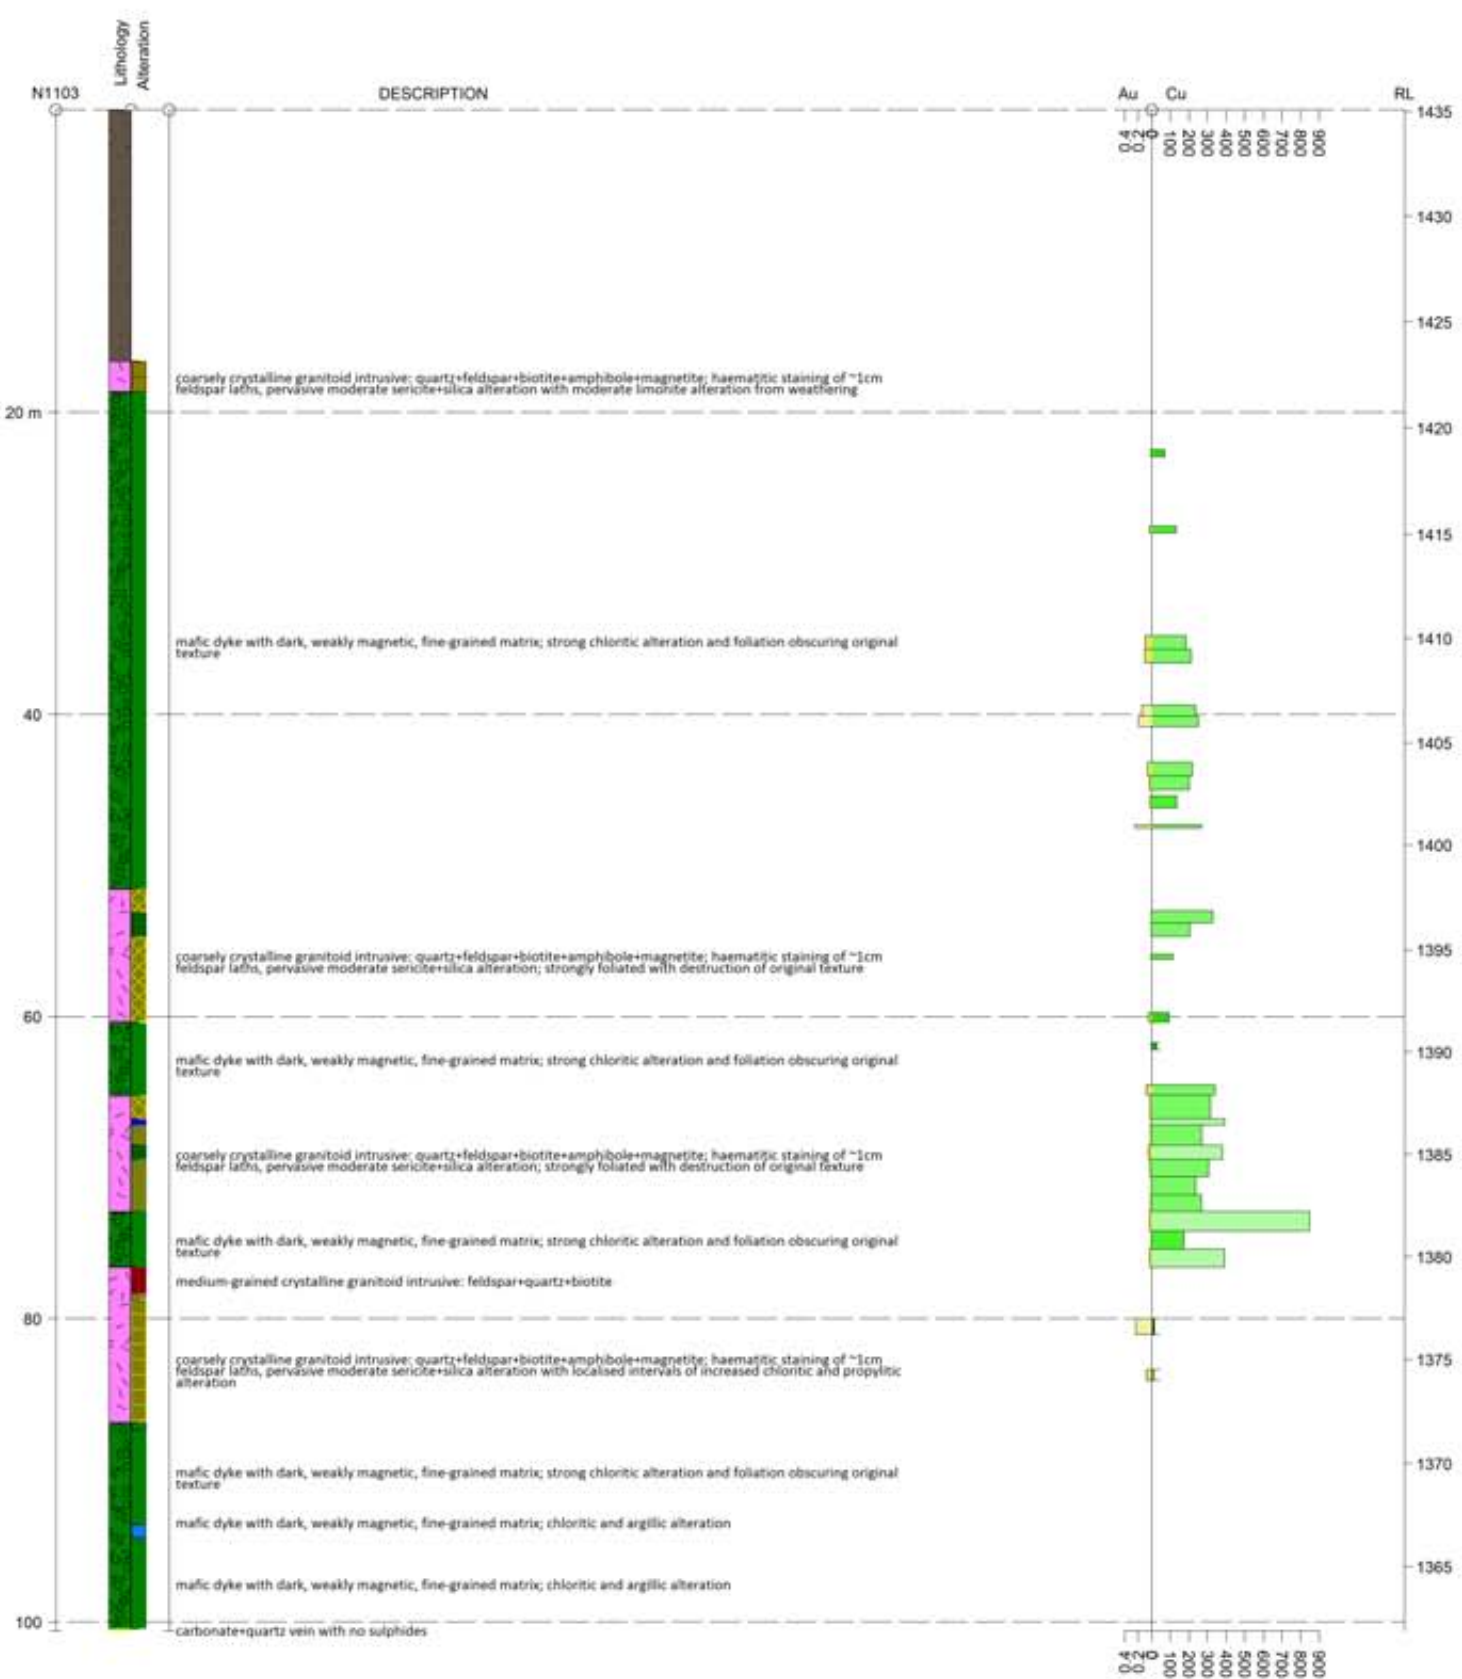 Lithology
Alteration
N1103
DESCRIPTION
Au Cu
RL
0.4 0.2 0 100 200 300 400 500 600 700 800 900
1435
1430
1425
coarsely crystalline granitoid intrusive: quartz+feldspar+biotite+amphibole+magnetite; haematitic staining of ~1cm
feldspar laths, pervasive moderate sericite+silica alteration with moderate limonite alteration from weathering
20 m
1420
1415
mafic dyke with dark, weakly magnetic, fine-grained matrix; strong chloritic alteration and foliation obscuring original
texture
1410
40
1405
1400
coarsely crystalline granitoid intrusive: quartz+feldspar+biotite+amphibole+magnetite; haematitic staining of ~1cm
feldspar laths, pervasive moderate sericite+silica alteration; strongly foliated with destruction of original texture
1395
60
mafic dyke with dark, weakly magnetic, fine-grained matrix; strong chloritic alteration and foliation obscuring original
texture
1390
coarsely crystalline granitoid intrusive: quartz+feldspar+biotite+amphibole+magnetite; haematitic staining of ~1cm
feldspar laths, pervasive moderate sericite+silica alteration; strongly foliated with destruction of original texture
1385
mafic dyke with dark, weakly magnetic, fine-grained matrix; strong chloritic alteration and foliation obscuring original
texture
1380
medium-grained crystalline granitoid intrusive: feldspar+quartz+biotite
80
coarsely crystalline granitoid intrusive: quartz+feldspar+biotite+amphibole+magnetite; haematitic staining of ~1cm
feldspar laths, pervasive moderate sericite+silica alteration with localised intervals of increased chloritic and propylitic
alteration
1375
mafic dyke with dark, weakly magnetic, fine-grained matrix; strong chloritic alteration and foliation obscuring original
texture
1370
mafic dyke with dark, weakly magnetic, fine-grained matrix; chloritic and argillic alteration
1365
mafic dyke with dark, weakly magnetic, fine-grained matrix; chloritic and argillic alteration
100
carbonate+quartz vein with no sulphides
0.4 0.2 0 100 200 300 400 500 600 700 800 900